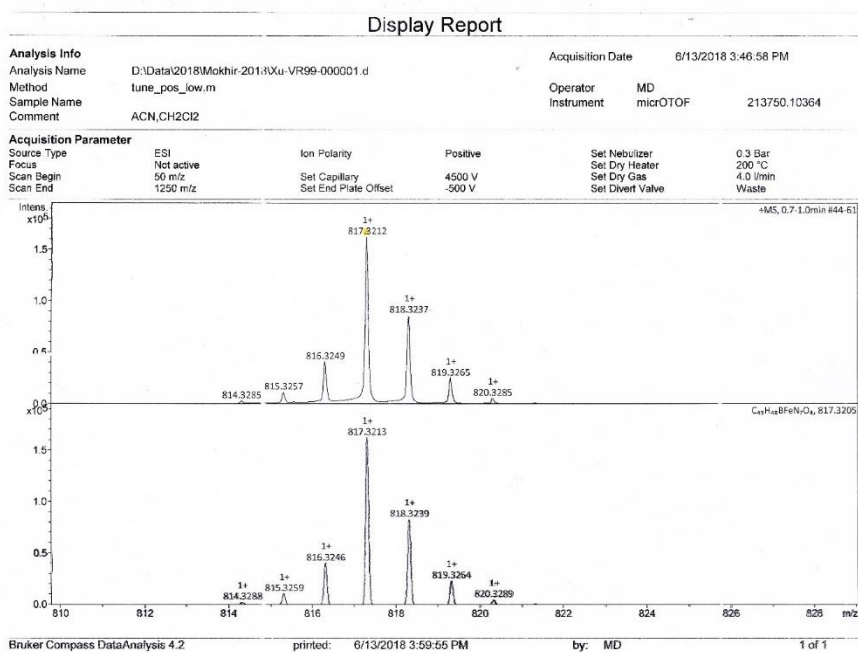 Display Report
Analysis Info
Acquisition Date 6/13/2018 3:46:58 PM
Analysis Name D:\Data\2018\Mokhir-2018\Xu-VR99-000001.d
Method tune_pos_low.m Operator MD
Sample Name Instrument micrOTOF 213750.10364
Comment ACN,CH2Cl2
Acquisition Parameter
Source Type ESI Ion Polarity Positive Set Nebulizer 0.3 Bar
Focus Not active Set Dry Heater 200 °C
Scan Begin 50 m/z Set Capillary 4500 V Set Dry Gas 4.0 l/min
Scan End 1250 m/z Set End Plate Offset -500 V Set Divert Valve Waste
Intens.
x10⁵
+MS, 0.7-1.0min #44-61
1+
817.3212
1.5
1.0
1+
818.3237
0.5
816.3249
1+
819.3265
815.3257
1+
820.3285
814.3285
0.0
x10⁵
817.3205
1+
817.3213
1.5
1.0
1+
818.3239
0.5
1+
816.3246
1+
819.3264
1+
815.3259
1+
814.3288
1+
820.3289
0.0
810 812 814 816 818 820 822 824 826 828 m/z
Bruker Compass DataAnalysis 4.2 printed: 6/13/2018 3:59:55 PM by: MD 1 of 1